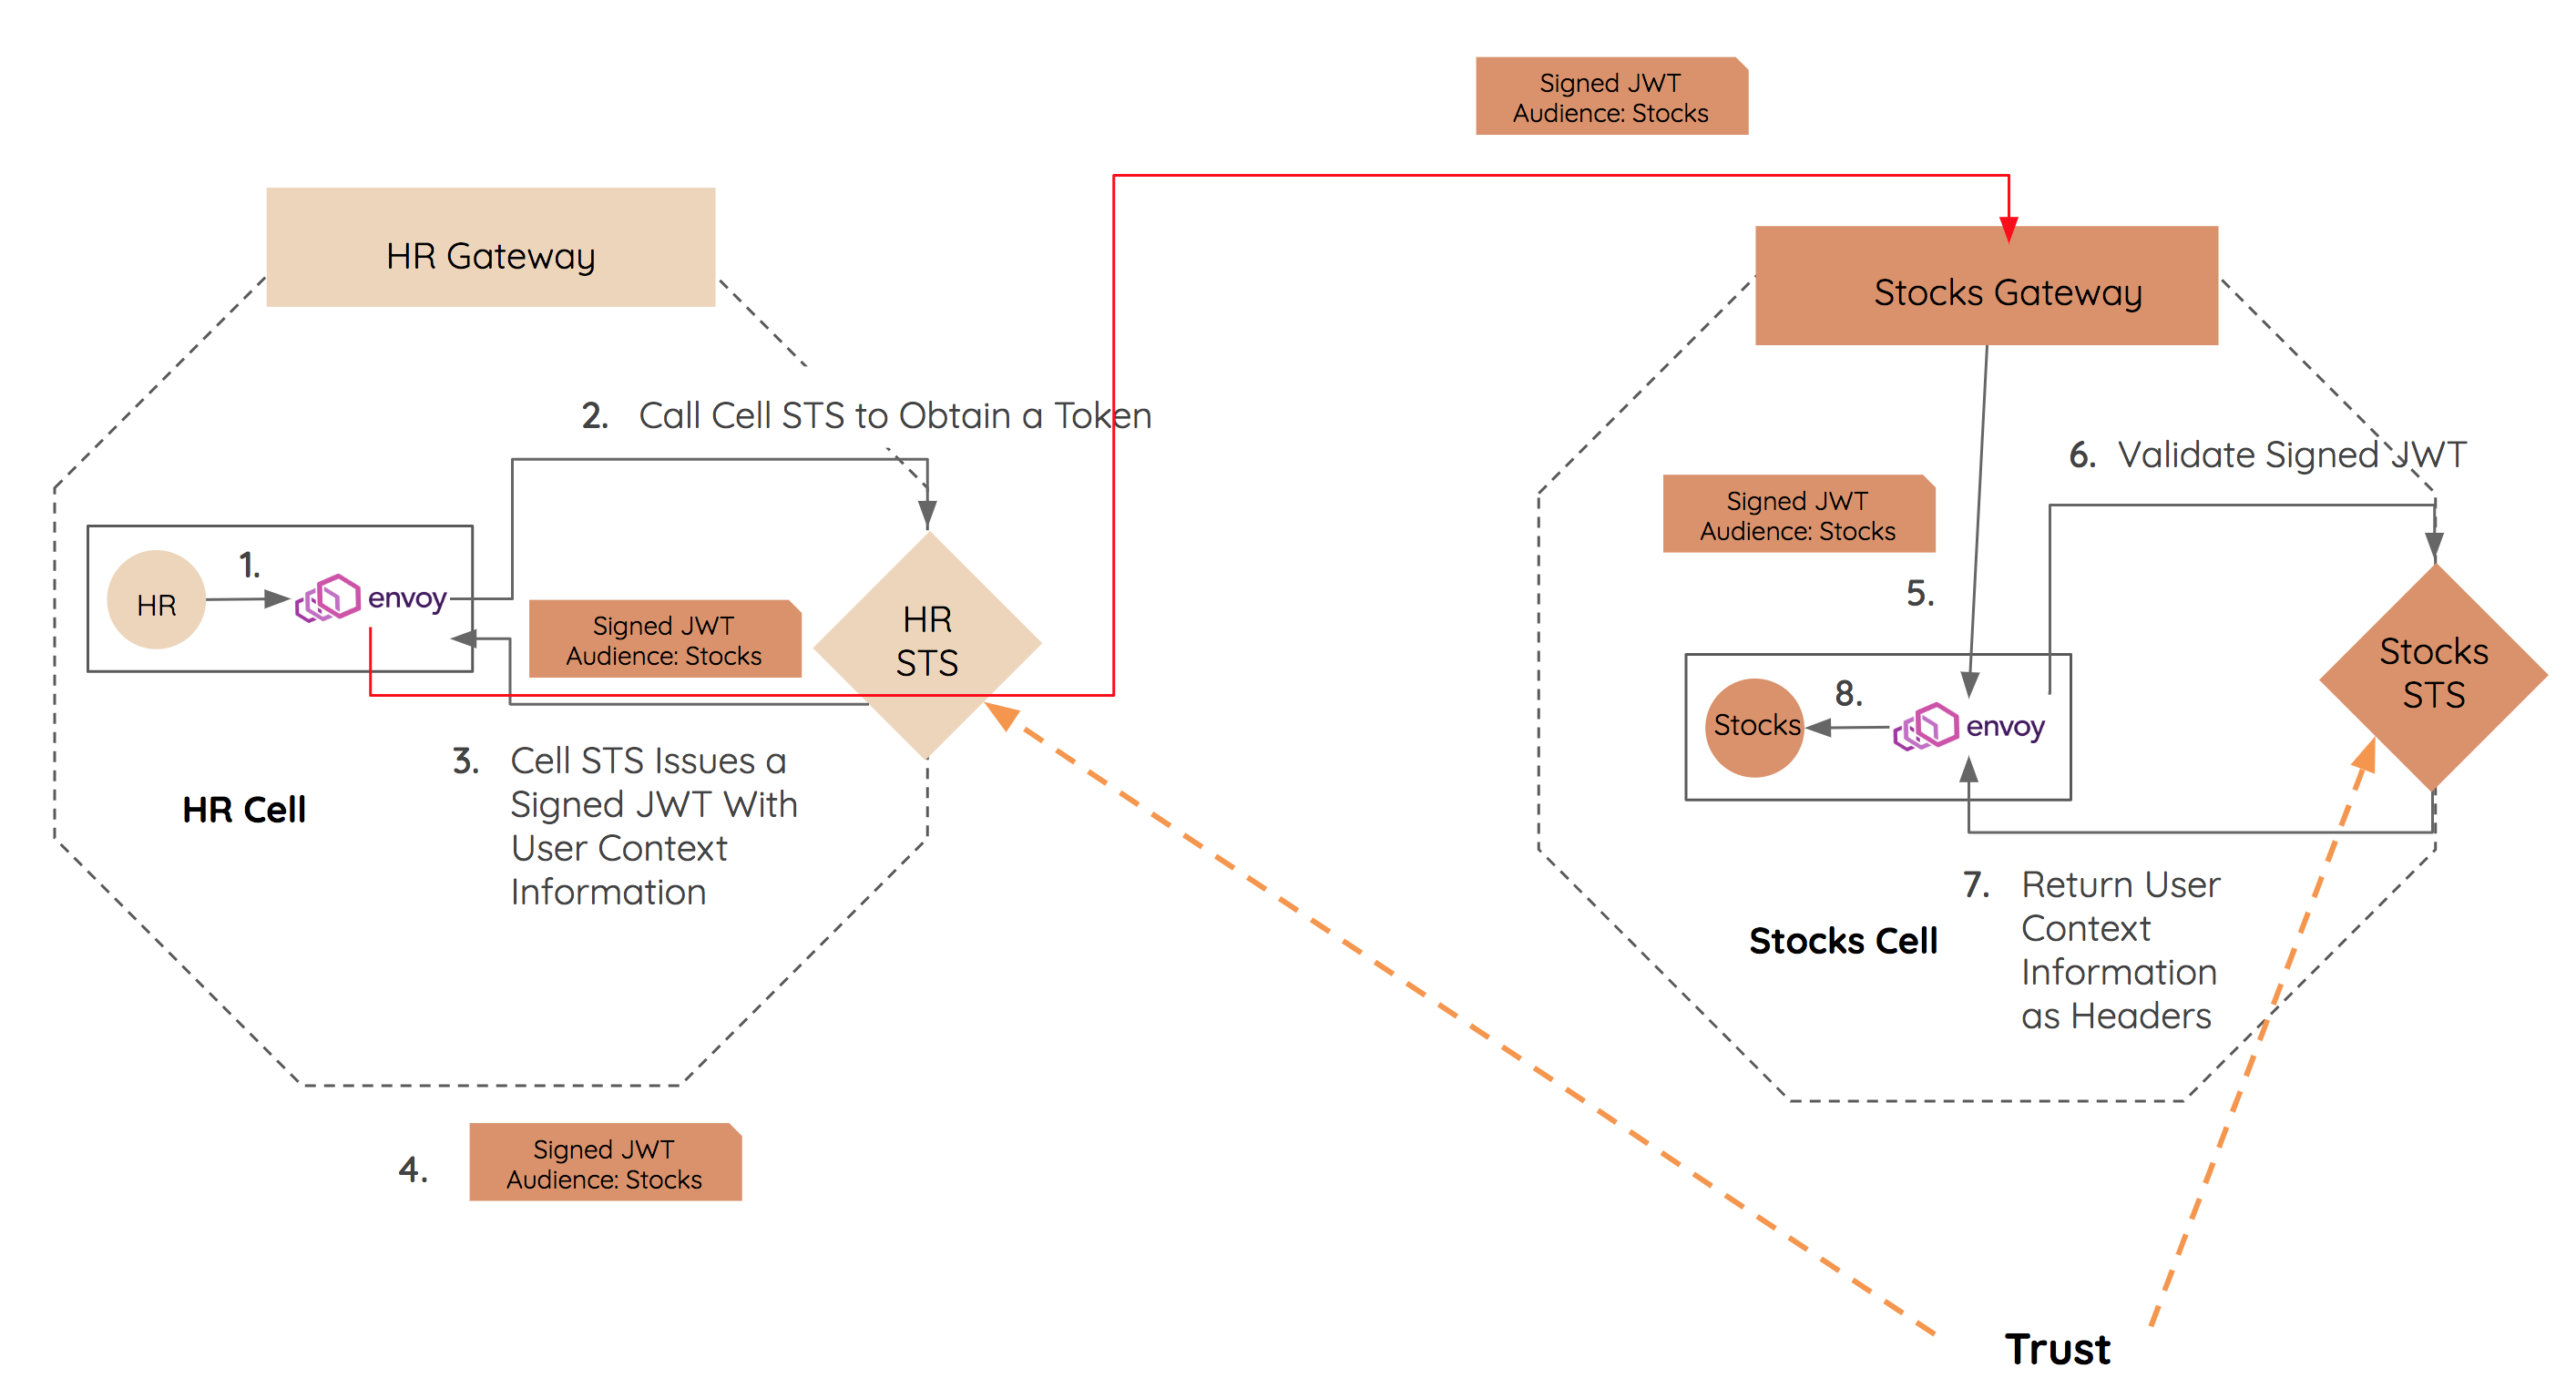 Signed JWT
Audience: Stocks
HR Gateway
Stocks Gateway
2. Call Cell STS to Obtain a Token
6. Validate Signed JWT
Signed JWT
Audience: Stocks
1.
HR
envoy
5.
Signed JWT
Audience: Stocks
HR
STS
Stocks
STS
8.
Stocks
envoy
3. Cell STS Issues a
Signed JWT With
User Context
Information
HR Cell
7. Return User
Context
Information
as Headers
Stocks Cell
4.
Signed JWT
Audience: Stocks
Trust